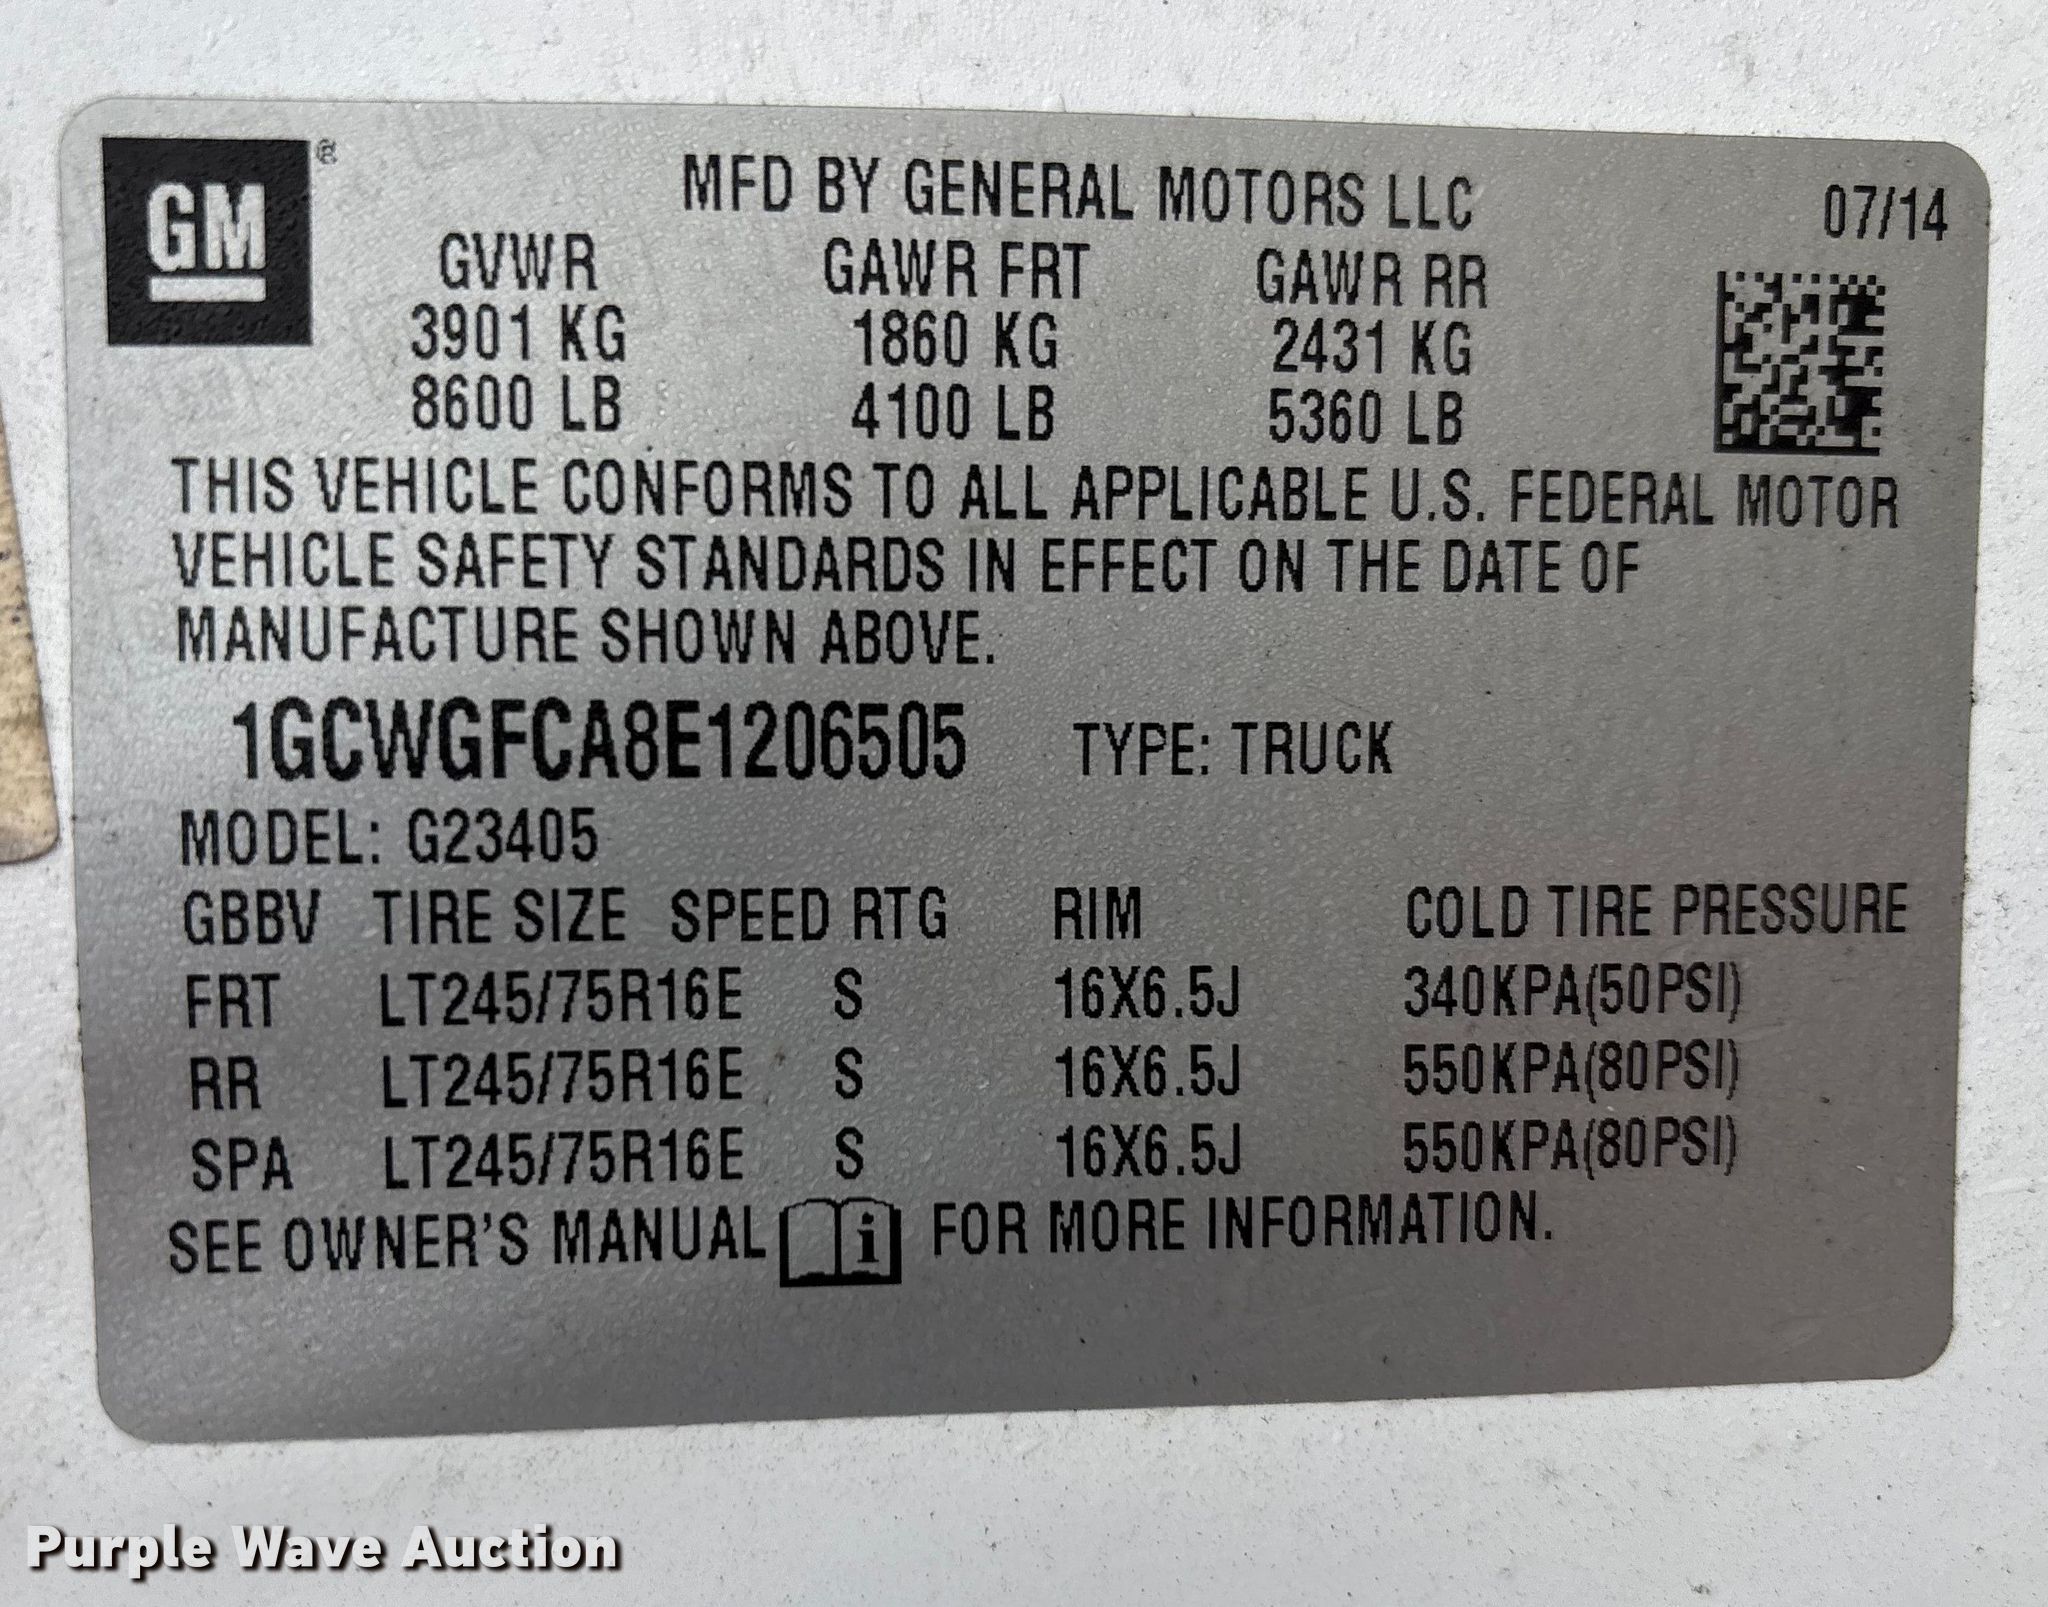 GM ®
MFD BY GENERAL MOTORS LLC 07/14
GVWR GAWR FRT GAWR RR
3901 KG 1860 KG 2431 KG
8600 LB 4100 LB 5360 LB
THIS VEHICLE CONFORMS TO ALL APPLICABLE U.S. FEDERAL MOTOR
VEHICLE SAFETY STANDARDS IN EFFECT ON THE DATE OF
MANUFACTURE SHOWN ABOVE.
1GCWGFCA8E1206505 TYPE: TRUCK
MODEL: G23405
GBBV TIRE SIZE SPEED RTG RIM COLD TIRE PRESSURE
FRT LT245/75R16E S 16X6.5J 340KPA(50PSI)
RR LT245/75R16E S 16X6.5J 550KPA(80PSI)
SPA LT245/75R16E S 16X6.5J 550KPA(80PSI)
SEE OWNER'S MANUAL i FOR MORE INFORMATION.
Purple Wave Auction